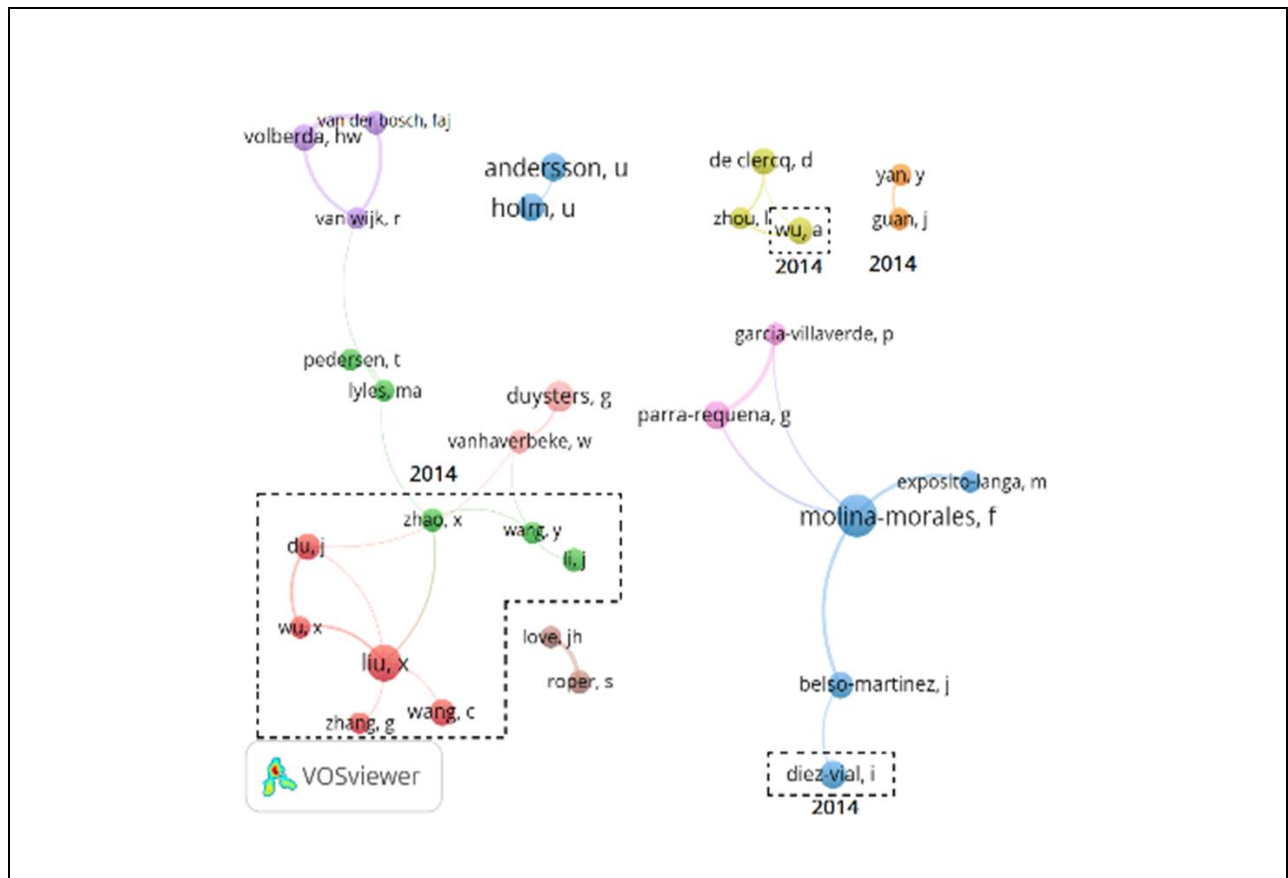 van der bosch, faj
volberda, hw
van wijk, r
andersson, u
holm, u
de clercq, d
zhou, l
wu, a
2014
yan, y
guan, j
2014
pedersen, t
lyles, ma
duysters, g
vanhaverbeke, w
2014
zhao, x
wang, y
li, j
du, j
wu, x
liu, x
zhang, g
wang, c
love, jh
roper, s
garcia-villaverde, p
parra-requena, g
exposito-langa, m
molina-morales, f
belso-martinez, j
diez-vial, i
2014
VOSviewer